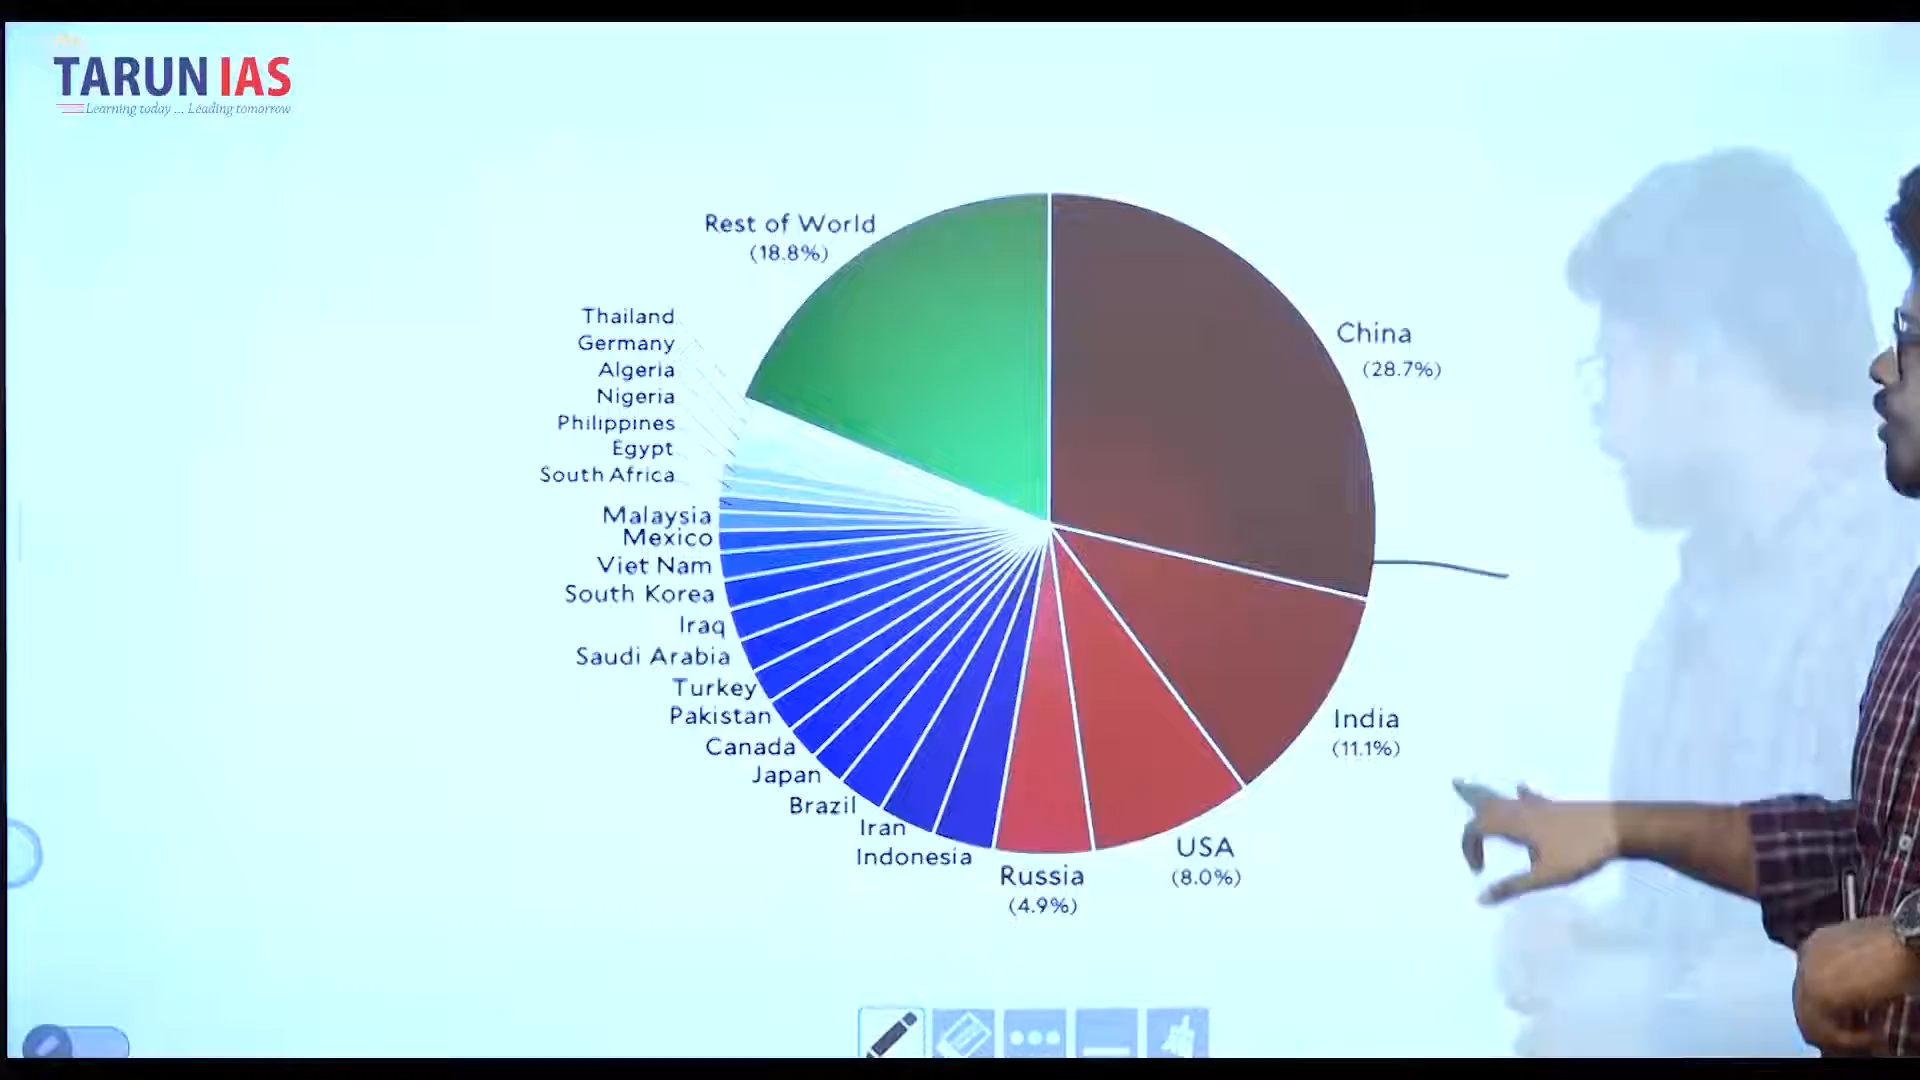 TARUN IAS
Learning today ... Leading tomorrow
Rest of World
(18.8%)
Thailand
Germany
Algeria
Nigeria
Philippines
Egypt
South Africa
Malaysia
Mexico
Viet Nam
South Korea
Iraq
Saudi Arabia
Turkey
Pakistan
Canada
Japan
Brazil
Iran
Indonesia
Russia
(4.9%)
USA
(8.0%)
India
(11.1%)
China
(28.7%)